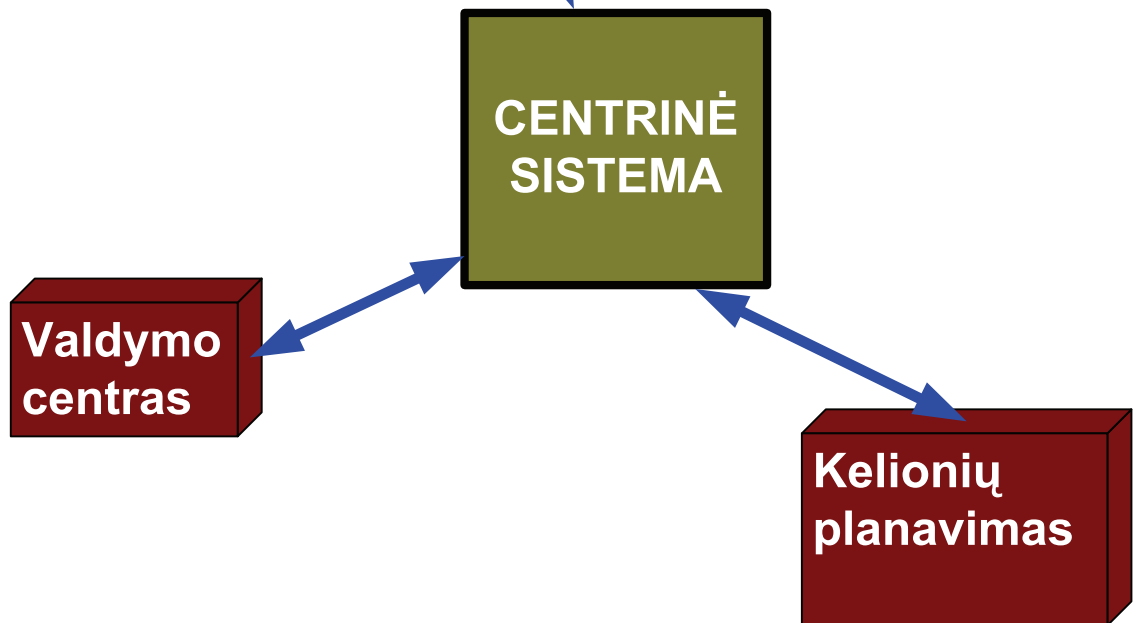 CENTRINĖ
SISTEMA
Valdymo
centras
Kelionių
planavimas